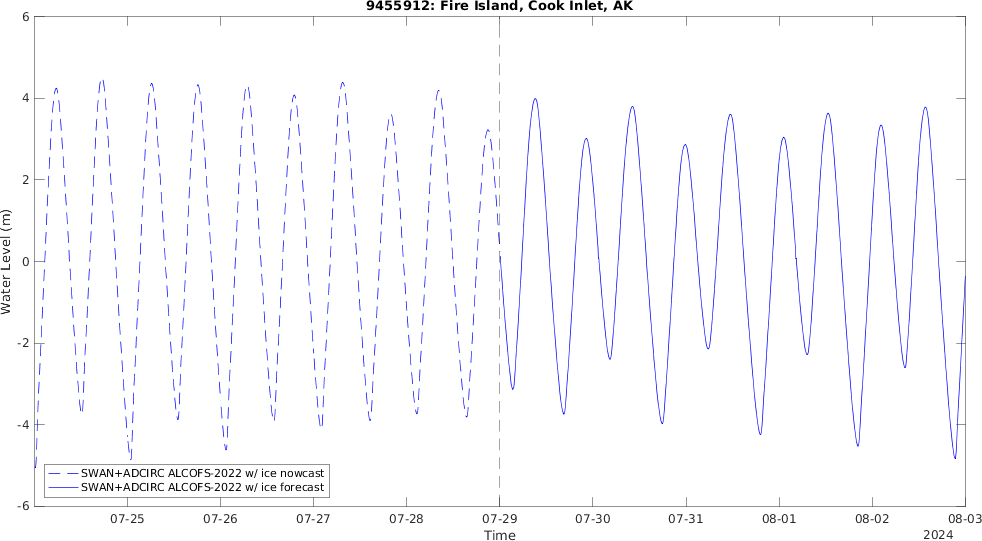 9455912: Fire Island, Cook Inlet, AK
6
4
2
0
-2
-4
-6
Water Level (m)
SWAN+ADCIRC ALCOFS-2022 w/ ice nowcast
SWAN+ADCIRC ALCOFS-2022 w/ ice forecast
07-25 07-26 07-27 07-28 07-29 07-30 07-31 08-01 08-02 08-03
Time
2024